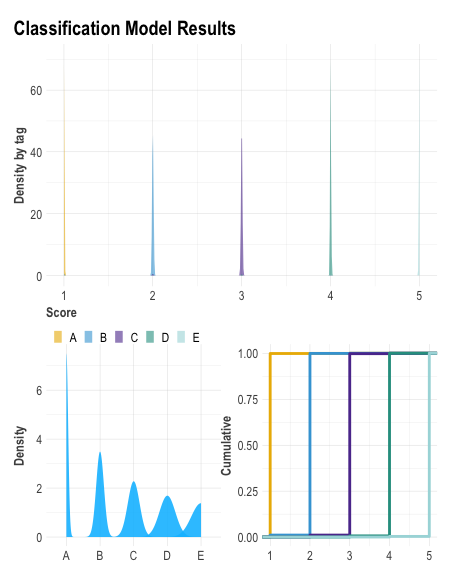 Classification Model Results
Density by tag
60
40
20
0
1 2 3 4 5
Score
A B C D E
Density
6
4
2
0
A B C D E
Cumulative
1.00
0.75
0.50
0.25
0.00
1 2 3 4 5